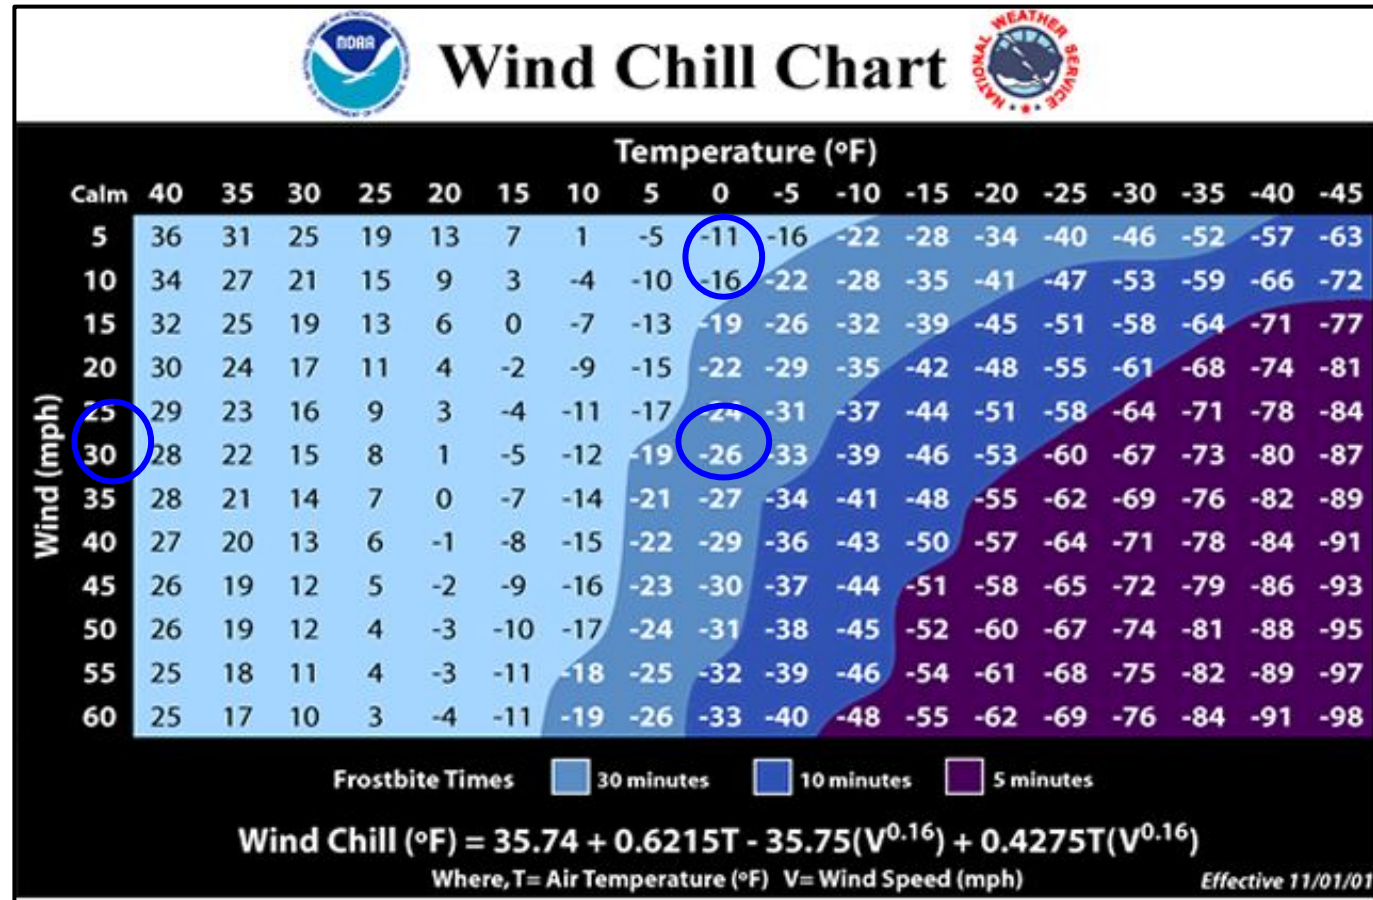 NOAA
Wind Chill Chart
NATIONAL WEATHER SERVICE
Temperature (ºF)
Calm 40 35 30 25 20 15 10 5 0 -5 -10 -15 -20 -25 -30 -35 -40 -45
5 36 31 25 19 13 7 1 -5 -11 -16 -22 -28 -34 -40 -46 -52 -57 -63
10 34 27 21 15 9 3 -4 -10 -16 -22 -28 -35 -41 -47 -53 -59 -66 -72
15 32 25 19 13 6 0 -7 -13 -19 -26 -32 -39 -45 -51 -58 -64 -71 -77
20 30 24 17 11 4 -2 -9 -15 -22 -29 -35 -42 -48 -55 -61 -68 -74 -81
25 29 23 16 9 3 -4 -11 -17 -24 -31 -37 -44 -51 -58 -64 -71 -78 -84
30 28 22 15 8 1 -5 -12 -19 -26 -33 -39 -46 -53 -60 -67 -73 -80 -87
35 28 21 14 7 0 -7 -14 -21 -27 -34 -41 -48 -55 -62 -69 -76 -82 -89
40 27 20 13 6 -1 -8 -15 -22 -29 -36 -43 -50 -57 -64 -71 -78 -84 -91
45 26 19 12 5 -2 -9 -16 -23 -30 -37 -44 -51 -58 -65 -72 -79 -86 -93
50 26 19 12 4 -3 -10 -17 -24 -31 -38 -45 -52 -60 -67 -74 -81 -88 -95
55 25 18 11 4 -3 -11 -18 -25 -32 -39 -46 -54 -61 -68 -75 -82 -89 -97
60 25 17 10 3 -4 -11 -19 -26 -33 -40 -48 -55 -62 -69 -76 -84 -91 -98
Wind (mph)
Frostbite Times 30 minutes 10 minutes 5 minutes
Wind Chill (ºF) = 35.74 + 0.6215T - 35.75(V0.16) + 0.4275T(V0.16)
Where, T= Air Temperature (ºF) V= Wind Speed (mph)
Effective 11/01/01